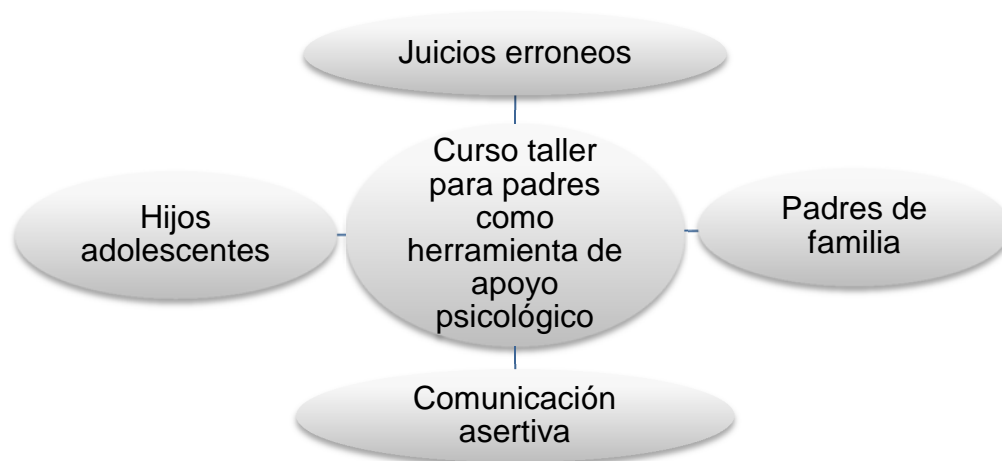 Juicios erroneos
Curso taller
para padres
como
herramienta de
apoyo
psicológico
Hijos
adolescentes
Padres de
familia
Comunicación
asertiva